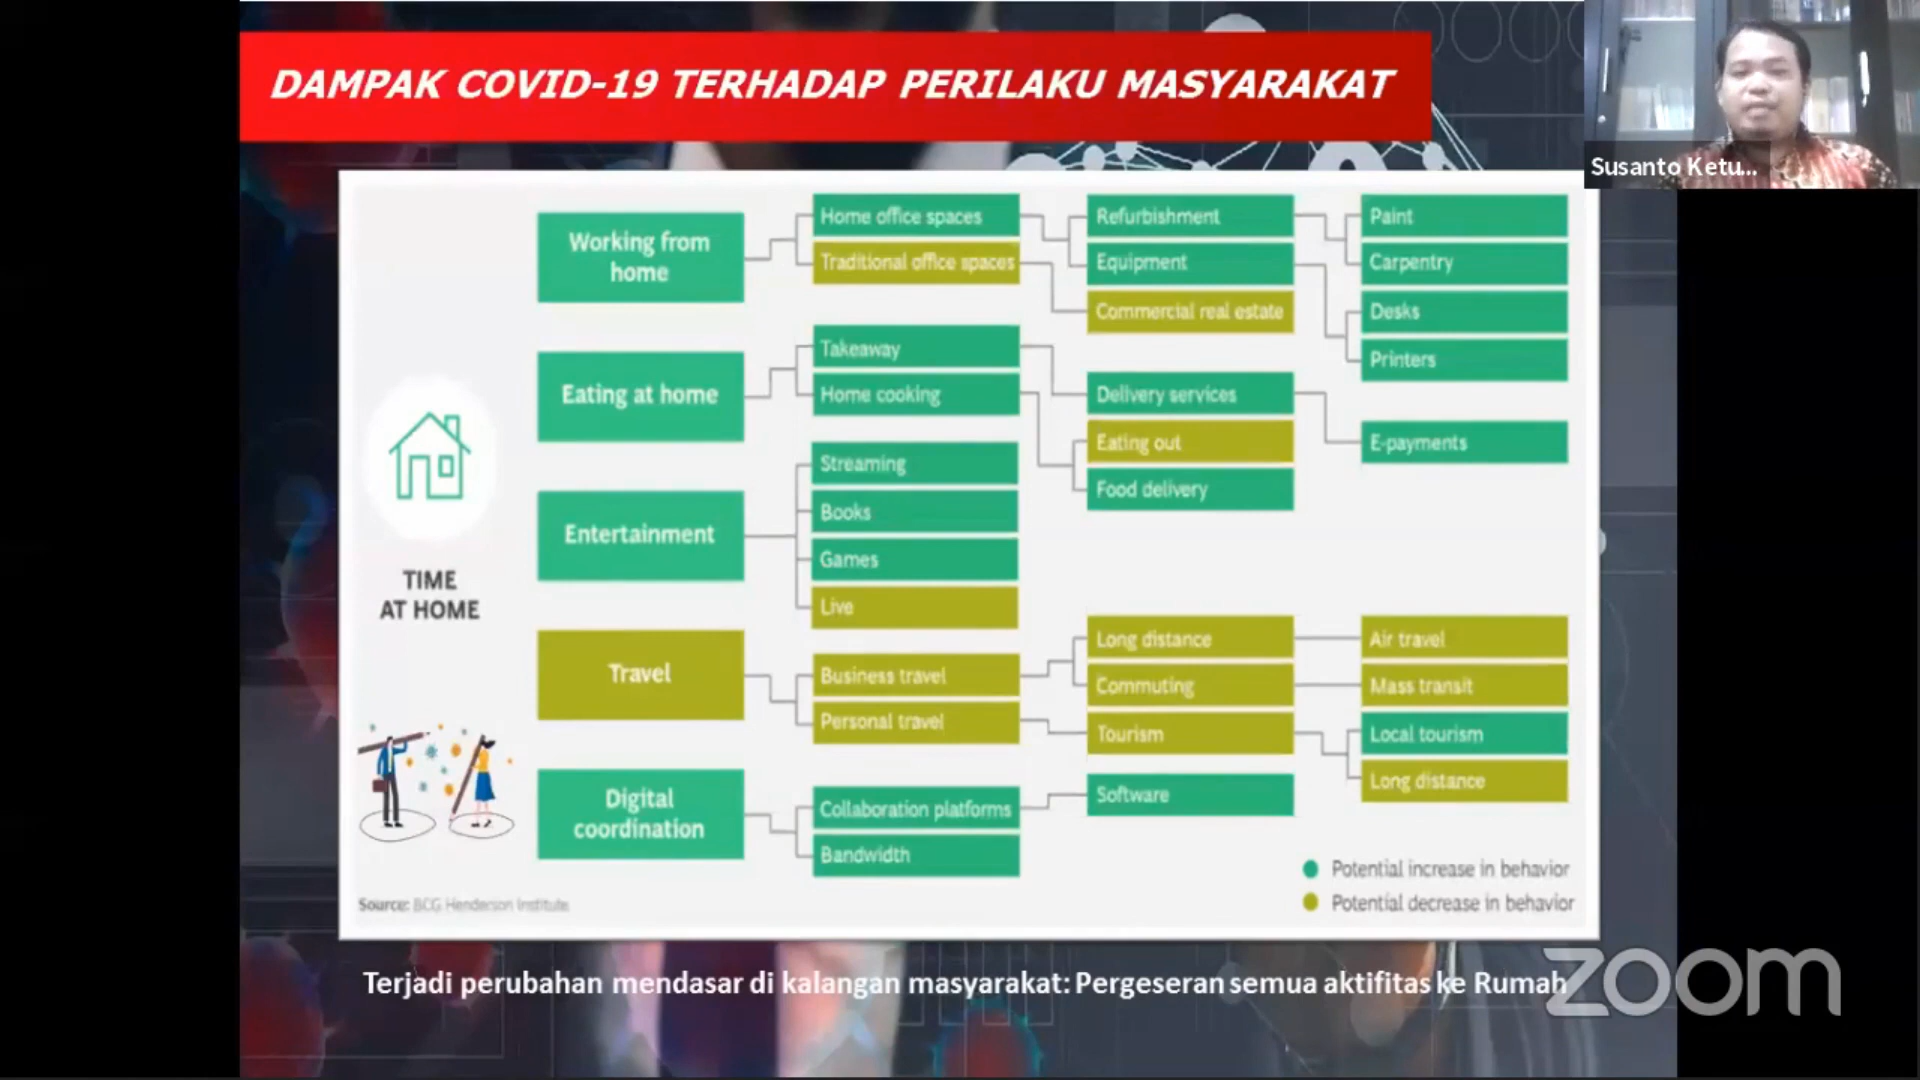 DAMPAK COVID-19 TERHADAP PERILAKU MASYARAKAT
Susanto Ketu...
TIME
AT HOME
Working from
home
Home office spaces
Traditional office spaces
Refurbishment
Equipment
Commercial real estate
Paint
Carpentry
Desks
Printers
Eating at home
Takeaway
Home cooking
Delivery services
Eating out
Food delivery
E-payments
Entertainment
Streaming
Books
Games
Live
Travel
Business travel
Personal travel
Long distance
Commuting
Tourism
Air travel
Mass transit
Local tourism
Long distance
Digital
coordination
Collaboration platforms
Bandwidth
Software
Potential increase in behavior
Potential decrease in behavior
Source: BCG Henderson Institute
Terjadi perubahan mendasar di kalangan masyarakat: Pergeseran semua aktifitas ke Rumah
zoom